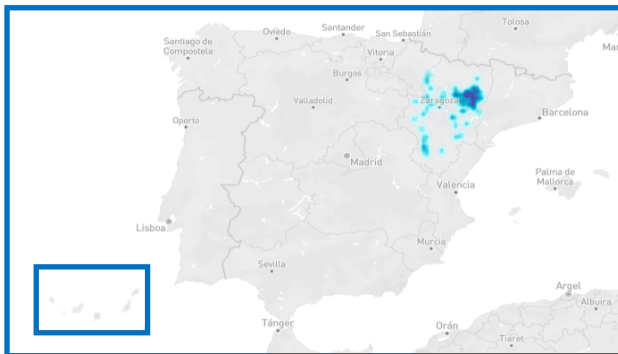 Tolosa
Santander
Oviedo
San Sebastián
Santiago de
Compostela
Vitoria
Mar
Burgos
Valladolid
Zaragoza
Barcelona
Oporto
Madrid
Palma de
Mallorca
Valencia
Lisboa
Murcia
Sevilla
Argel
Albuira
Tánger
Orán
Tiaret